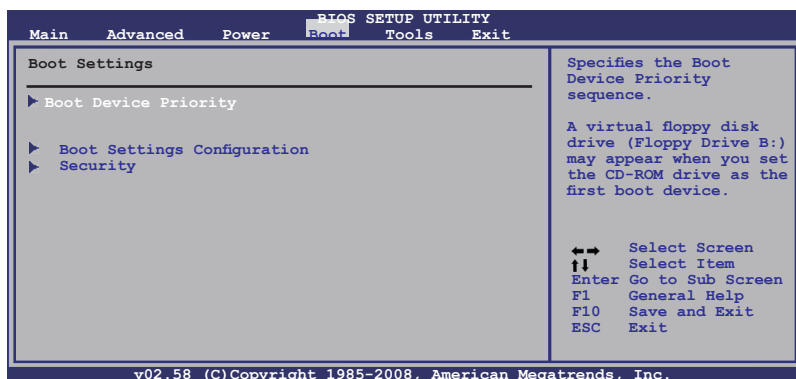 BIOS SETUP UTILITY
Main Advanced Power Boot Tools Exit
Boot Settings
Boot Device Priority
Boot Settings Configuration
Security
Specifies the Boot
Device Priority
sequence.
A virtual floppy disk
drive (Floppy Drive B:)
may appear when you set
the CD-ROM drive as the
first boot device.
←→ Select Screen
↑↓ Select Item
Enter Go to Sub Screen
F1 General Help
F10 Save and Exit
ESC Exit
v02.58 (C)Copyright 1985-2008, American Megatrends, Inc.